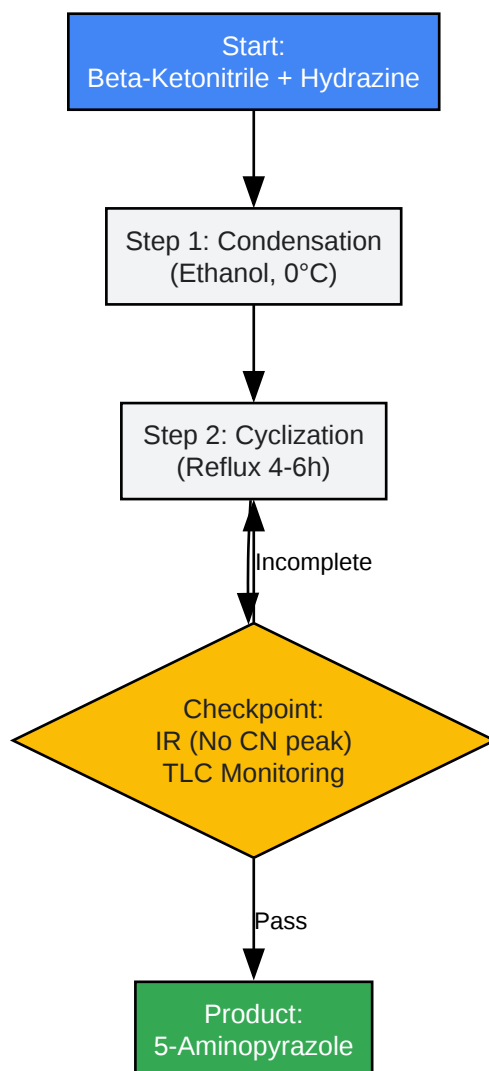 Start:
Beta-Ketonitrile + Hydrazine
Step 1: Condensation
(Ethanol, 0°C)
Step 2: Cyclization
(Reflux 4-6h)
Incomplete
Checkpoint:
IR (No CN peak)
TLC Monitoring
Pass
Product:
5-Aminopyrazole